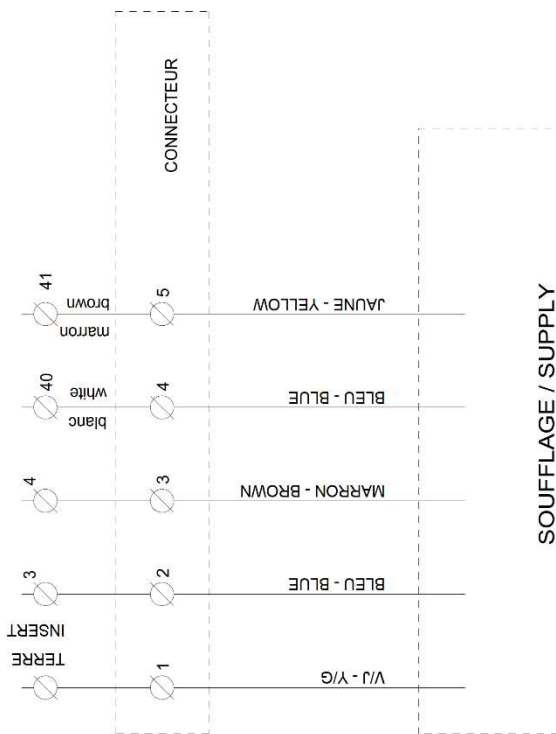 CONNECTEUR
41
brown
marron
5
JAUNE - YELLOW
40
white
blanc
4
BLEU - BLUE
4
3
MARRON - BROWN
3
2
BLEU - BLUE
INSERT
TERRE
1
V/J - Y/G
SOUFFLAGE / SUPPLY